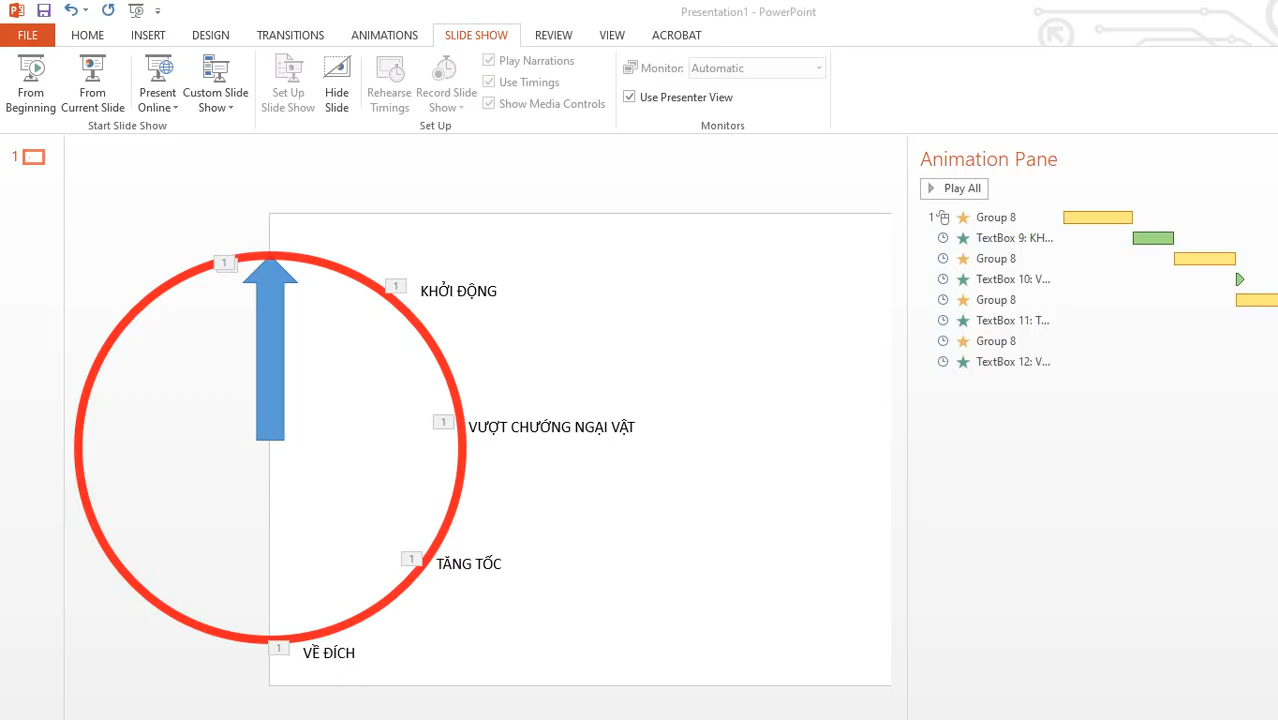 Presentation1 - PowerPoint
FILE HOME INSERT DESIGN TRANSITIONS ANIMATIONS SLIDE SHOW REVIEW VIEW ACROBAT
From Beginning
From Current Slide
Present Online
Custom Slide Show
Start Slide Show
Set Up Slide Show
Hide Slide
Rehearse Timings
Record Slide Show
Play Narrations
Use Timings
Show Media Controls
Set Up
Monitor: Automatic
Use Presenter View
Monitors
1
1
1
KHỞI ĐỘNG
1
VƯỢT CHƯỚNG NGẠI VẬT
1
TĂNG TỐC
1
VỀ ĐÍCH
Animation Pane
Play All
1 Group 8
TextBox 9: KH...
Group 8
TextBox 10: V...
Group 8
TextBox 11: T...
Group 8
TextBox 12: V...